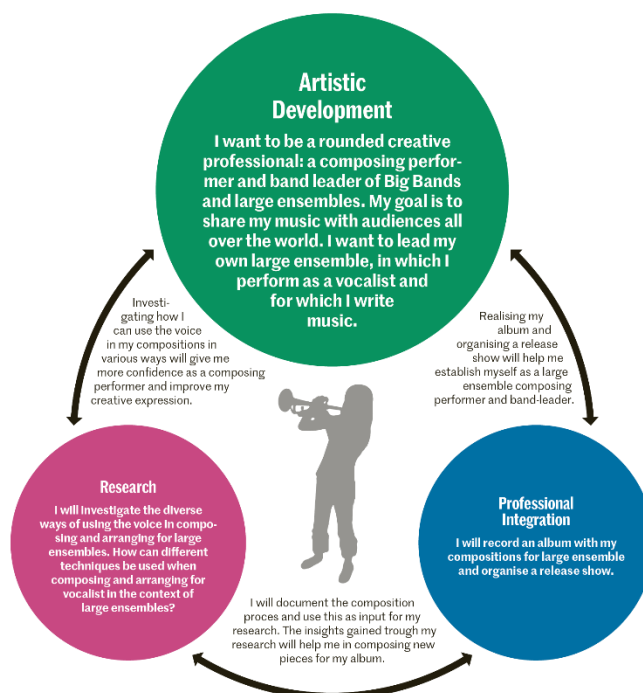 Artistic
Development
I want to be a rounded creative
professional: a composing perfor-
mer and band leader of Big Bands
and large ensembles. My goal is to
share my music with audiences all
over the world. I want to lead my
own large ensemble, in which I
perform as a vocalist and
for which I write
music.
Investi-
gating how I
can use the voice
in my compositions in
various ways will give me
more confidence as a composing
performer and improve my
creative expression.
Realising my
album and
organising a release
show will help me
establish myself as a large
ensemble composing
performer and band-leader.
Research
I will investigate the diverse
ways of using the voice in compo-
sing and arranging for large
ensembles. How can different
techniques be used when
composing and arranging for
vocalist in the context of
large ensembles?
Professional
Integration
I will record an album with my
compositions for large ensemble
and organise a release show.
I will document the composition
proces and use this as input for my
research. The insights gained trough my
research will help me in composing new
pieces for my album.